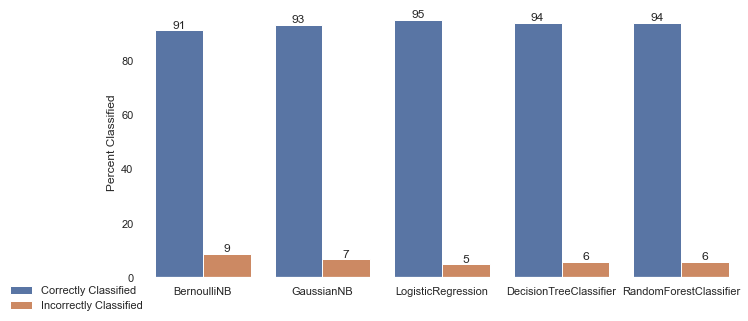 91
93
95
94
94
80
60
Percent Classified
40
20
9
7
5
6
6
0
BernoulliNB
GaussianNB
LogisticRegression
DecisionTreeClassifier
RandomForestClassifier
Correctly Classified
Incorrectly Classified